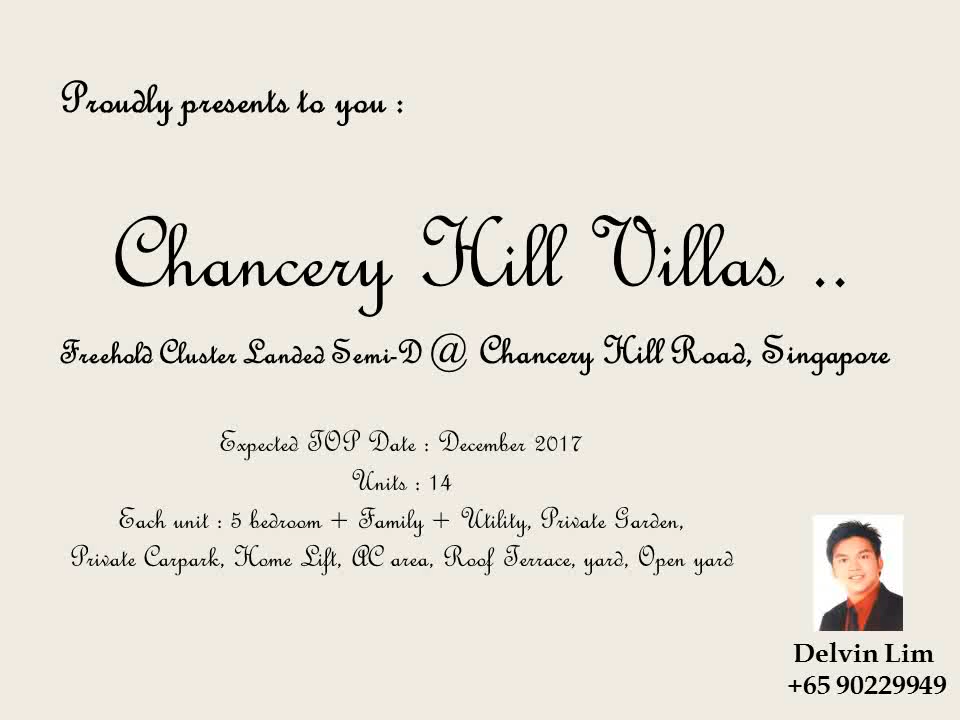 Proudly presents to you :
Chancery Hill Villas ..
Freehold Cluster Landed Semi-D @ Chancery Hill Road, Singapore
Expected TOP Date : December 2017
Units : 14
Each unit : 5 bedroom + Family + Utility, Private Garden,
Private Carpark, Home Lift, AC area, Roof Terrace, yard, Open yard
Delvin Lim
+65 90229949